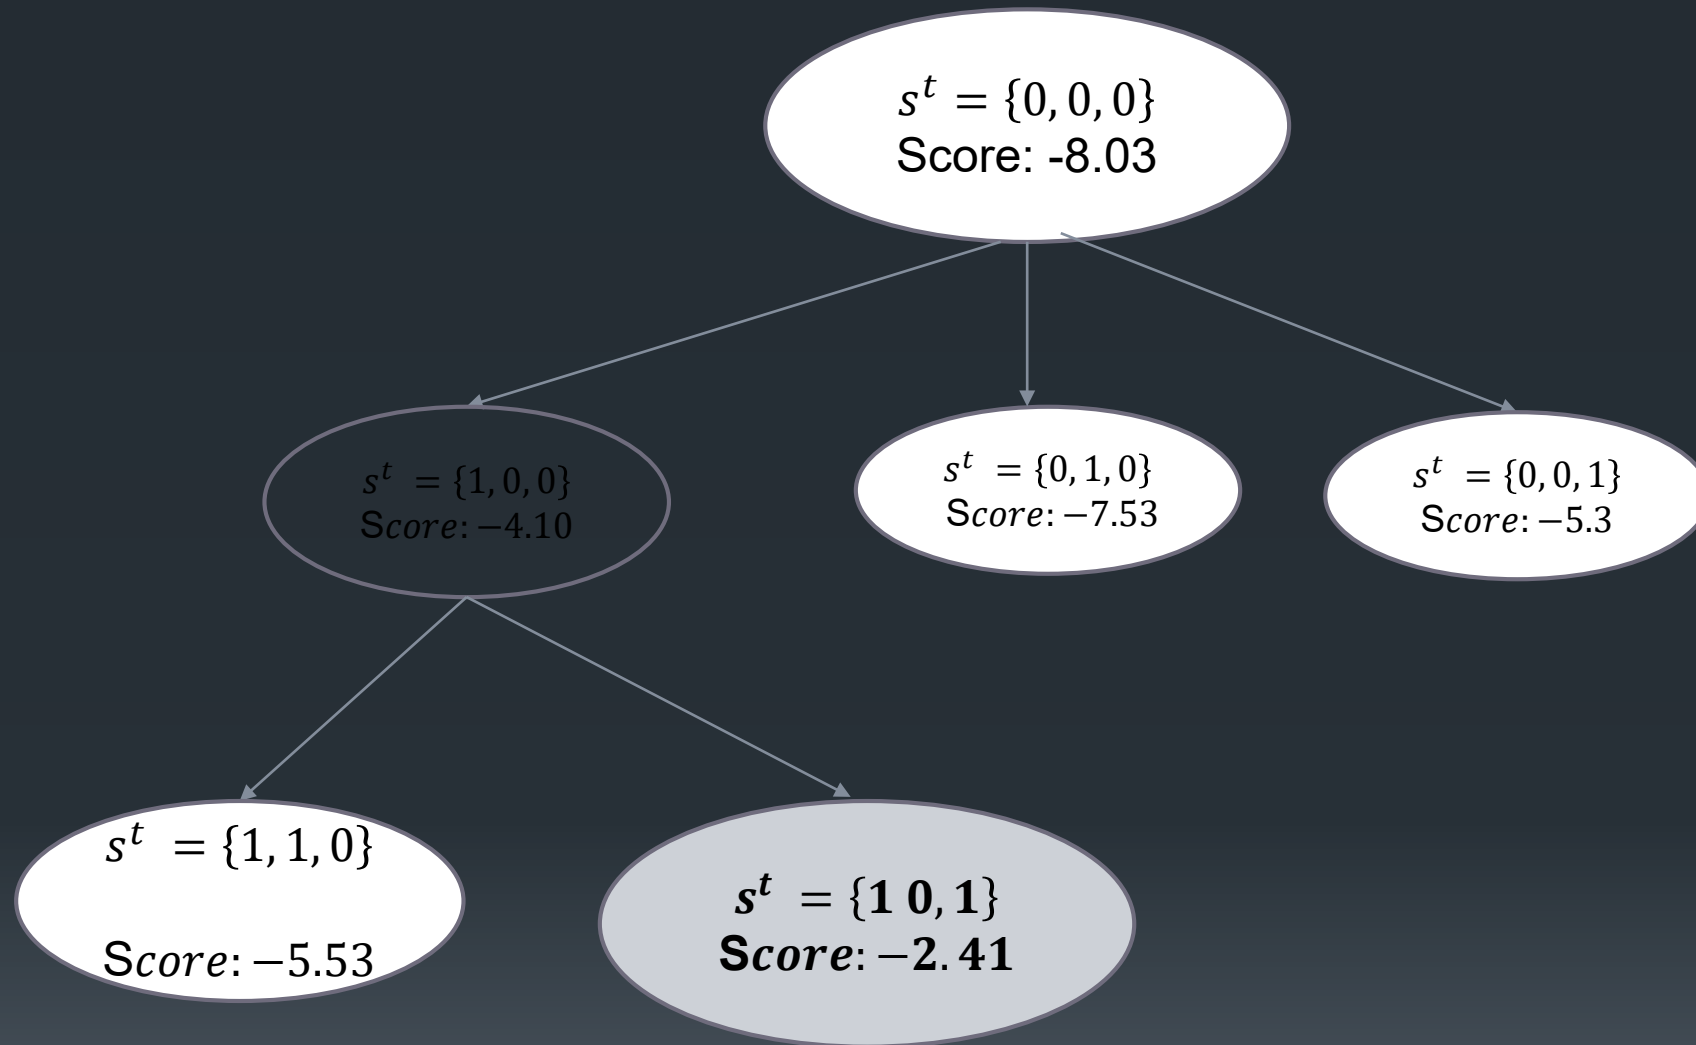 s^t = {0, 0, 0}
Score: -8.03
s^t = {1, 0, 0}
Score: −4.10
s^t = {0, 1, 0}
Score: −7.53
s^t = {0, 0, 1}
Score: −5.3
s^t = {1, 1, 0}
Score: −5.53
s^t = {1 0, 1}
Score: −2.41